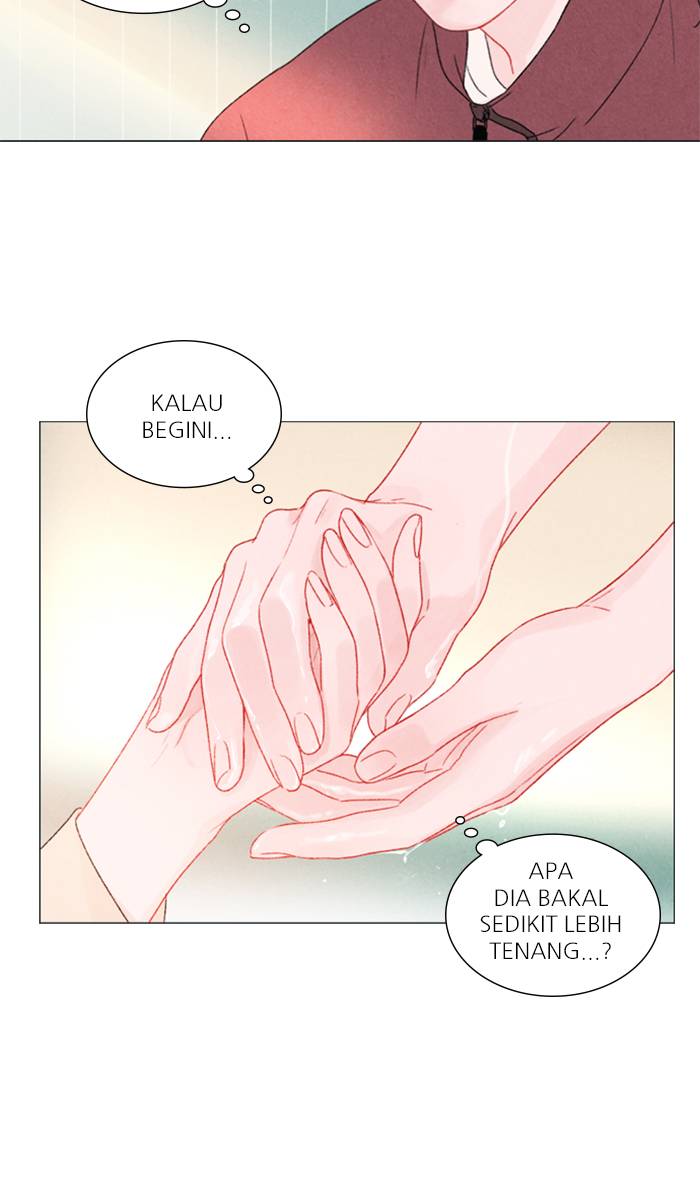 KALAU
BEGINI...
APA
DIA BAKAL
SEDIKIT LEBIH
TENANG...?